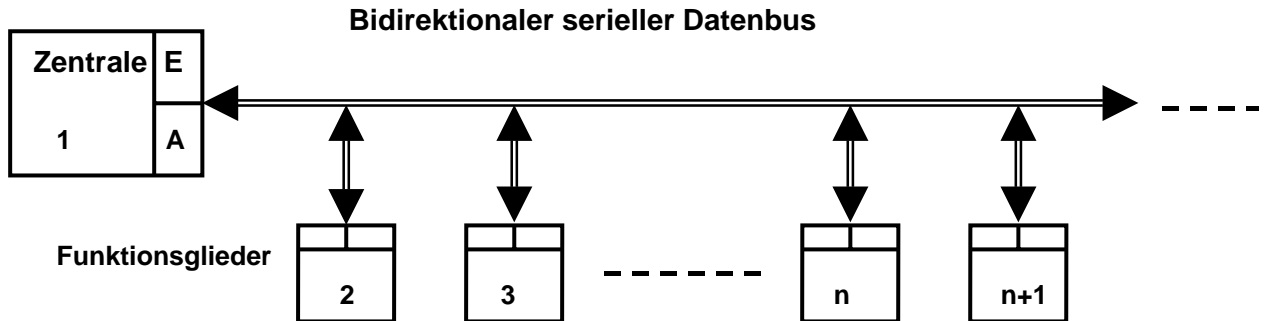 Bidirektionaler serieller Datenbus
Zentrale E
1 A
Funktionsglieder
2 3 n n+1